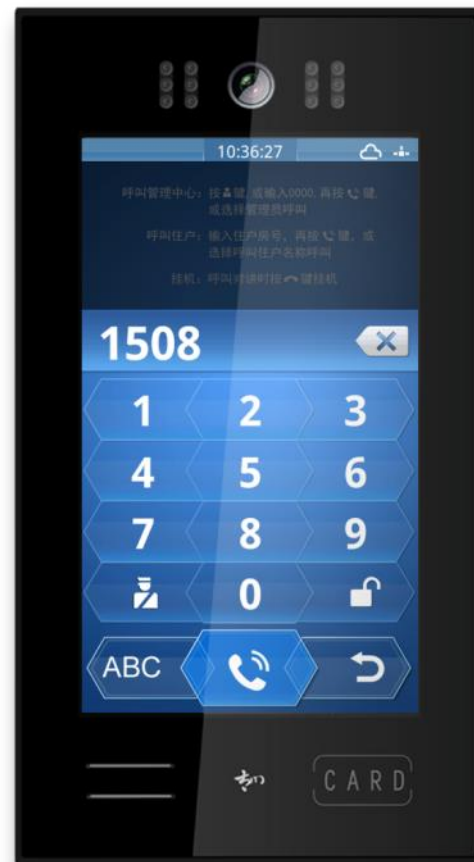 10:36:27
呼叫管理中心：按键, 或输入0000, 再按键,
或选择管理员呼叫
呼叫住户：输入住户房号，再按键，或
选择呼叫住户名称呼叫
挂机：呼叫对讲时按键挂机
1508
1 2 3
4 5 6
7 8 9
0
ABC
CARD